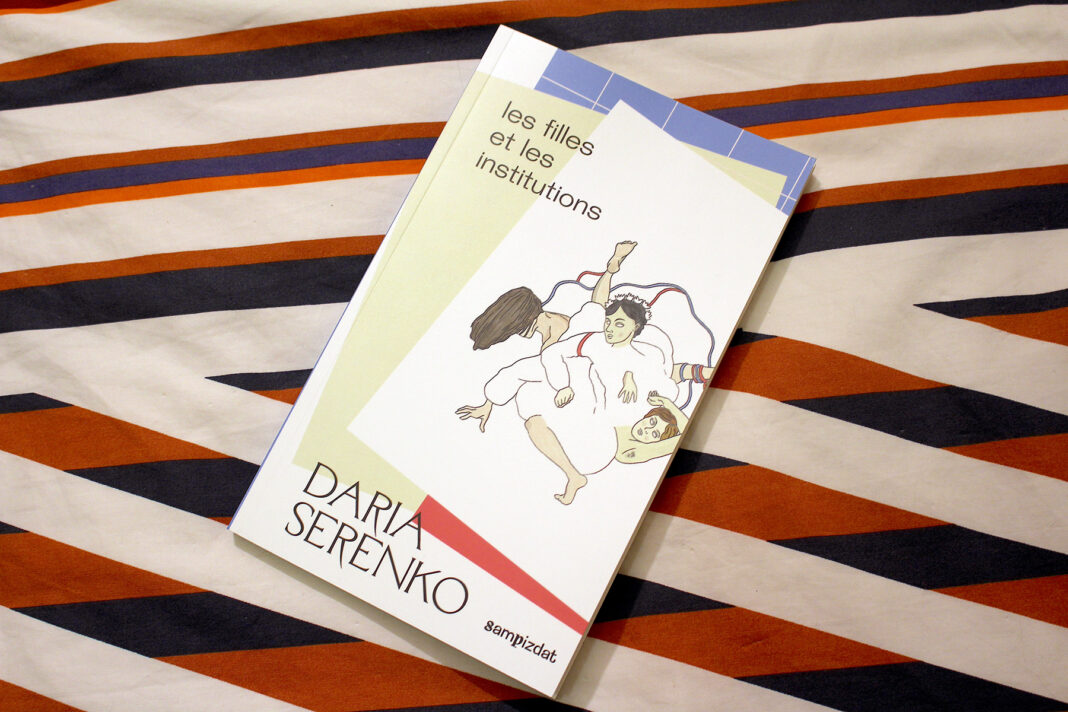 les filles
et les
institutions
DARIA
SERENKO
sampizdat